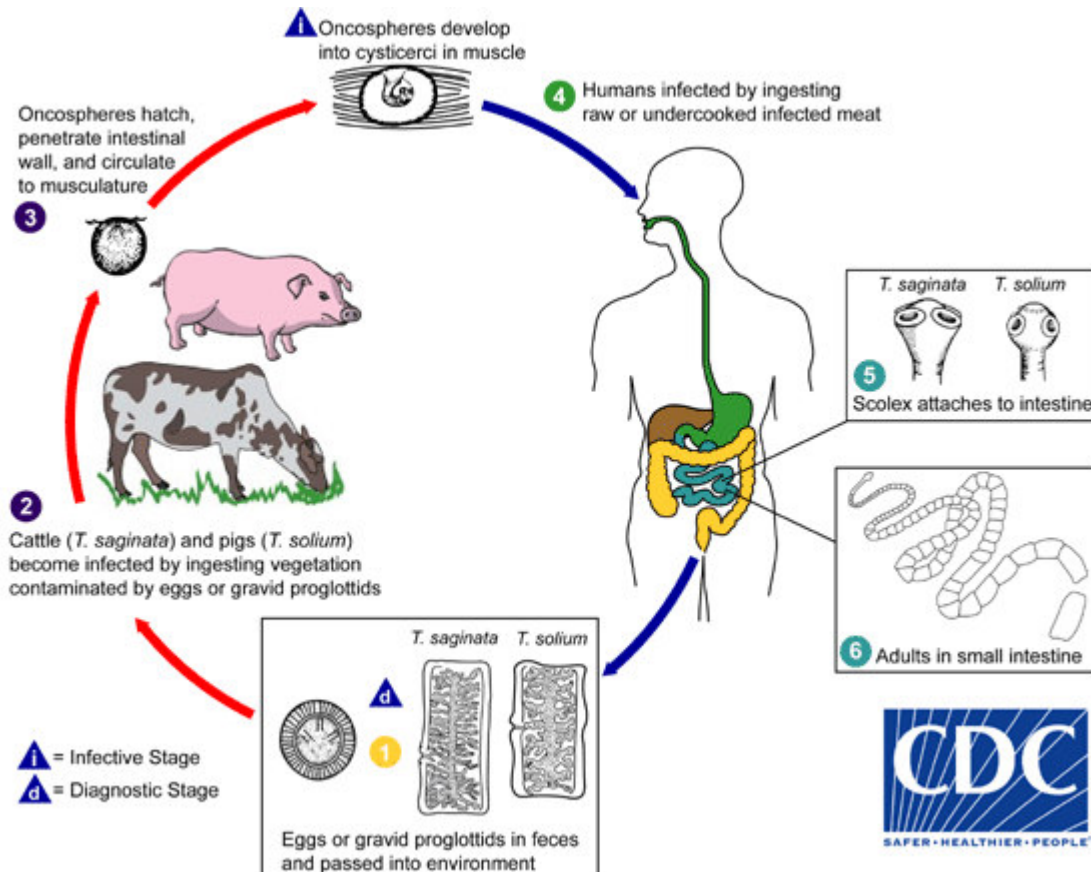 i Oncospheres develop
into cysticerci in muscle
4 Humans infected by ingesting
raw or undercooked infected meat
Oncospheres hatch,
penetrate intestinal
wall, and circulate
to musculature
3
T. saginata T. solium
5
Scolex attaches to intestine
2
Cattle (T. saginata) and pigs (T. solium)
become infected by ingesting vegetation
contaminated by eggs or gravid proglottids
6 Adults in small intestine
T. saginata T. solium
d
1
Eggs or gravid proglottids in feces
and passed into environment
i = Infective Stage
d = Diagnostic Stage
CDC
SAFER·HEALTHIER·PEOPLE